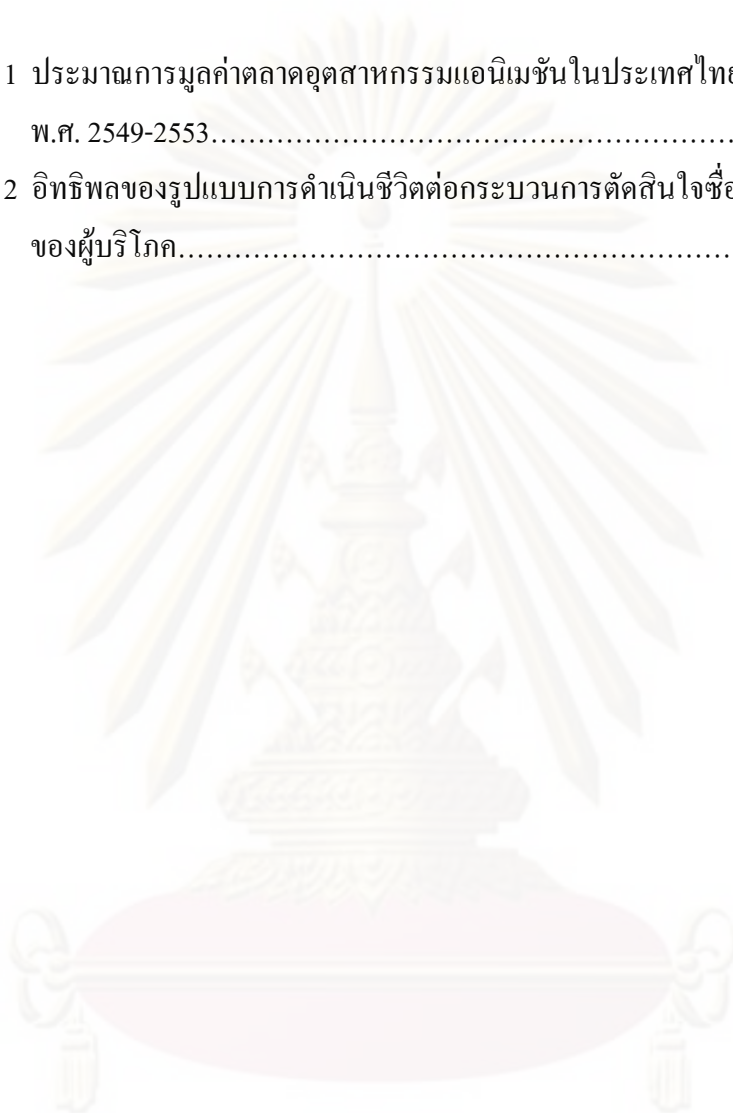 1 ประมาณการมูลค่าตลาดอุตสาหกรรมแอนิเมชันในประเทศไทย
พ.ศ. 2549-2553.......................................................
2 อิทธิพลของรูปแบบการดำเนินชีวิตต่อกระบวนการตัดสินใจซื้อ
ของผู้บริโภค...........................................................